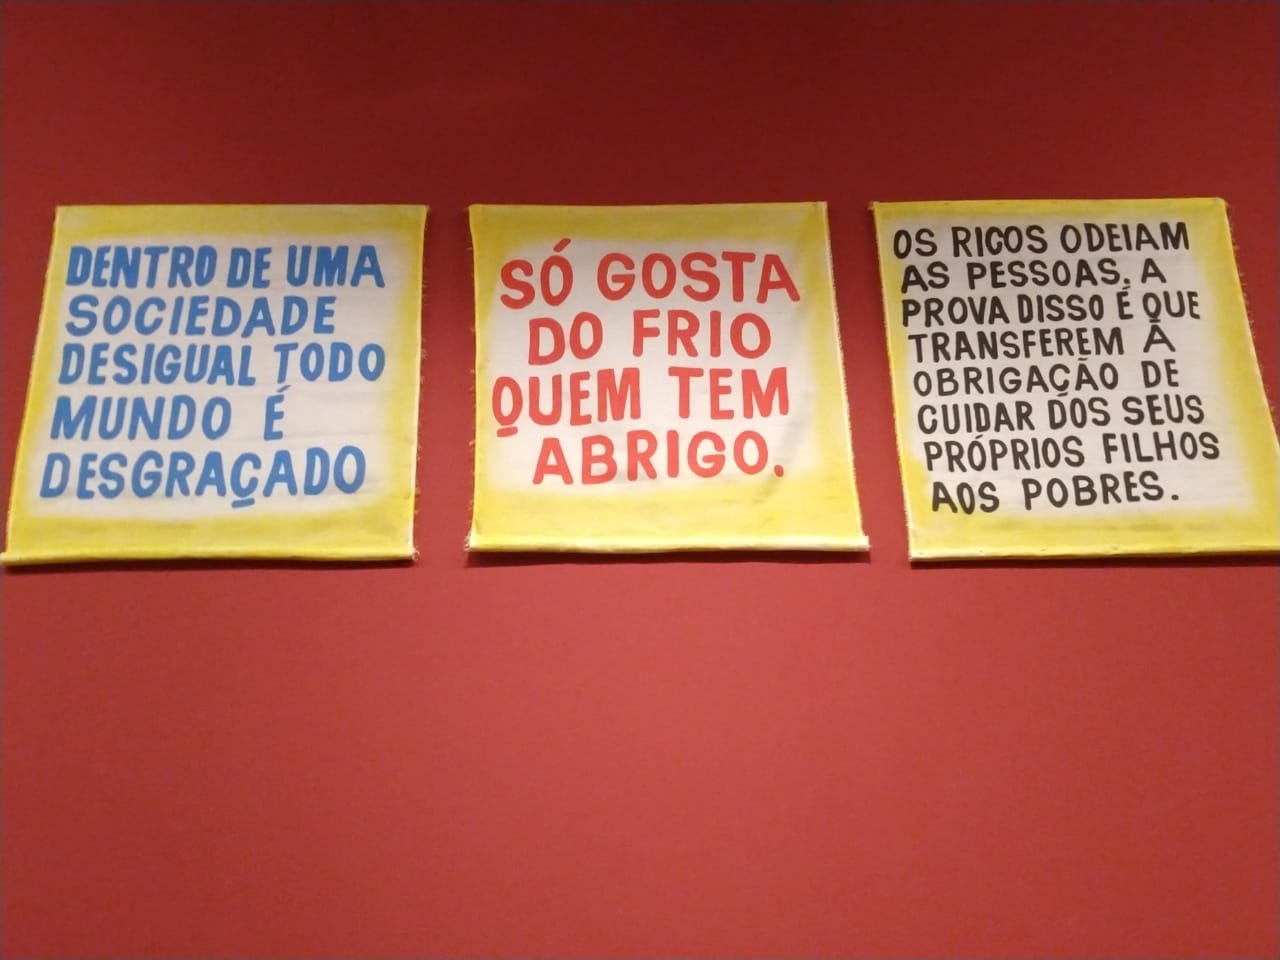 DENTRO DE UMA
SOCIEDADE
DESIGUAL TODO
MUNDO É
DESGRAÇADO
SÓ GOSTA
DO FRIO
QUEM TEM
ABRIGO.
OS RICOS ODEIAM
AS PESSOAS. A
PROVA DISSO É QUE
TRANSFEREM A
OBRIGAÇÃO DE
CUIDAR DOS SEUS
PRÓPRIOS FILHOS
AOS POBRES.